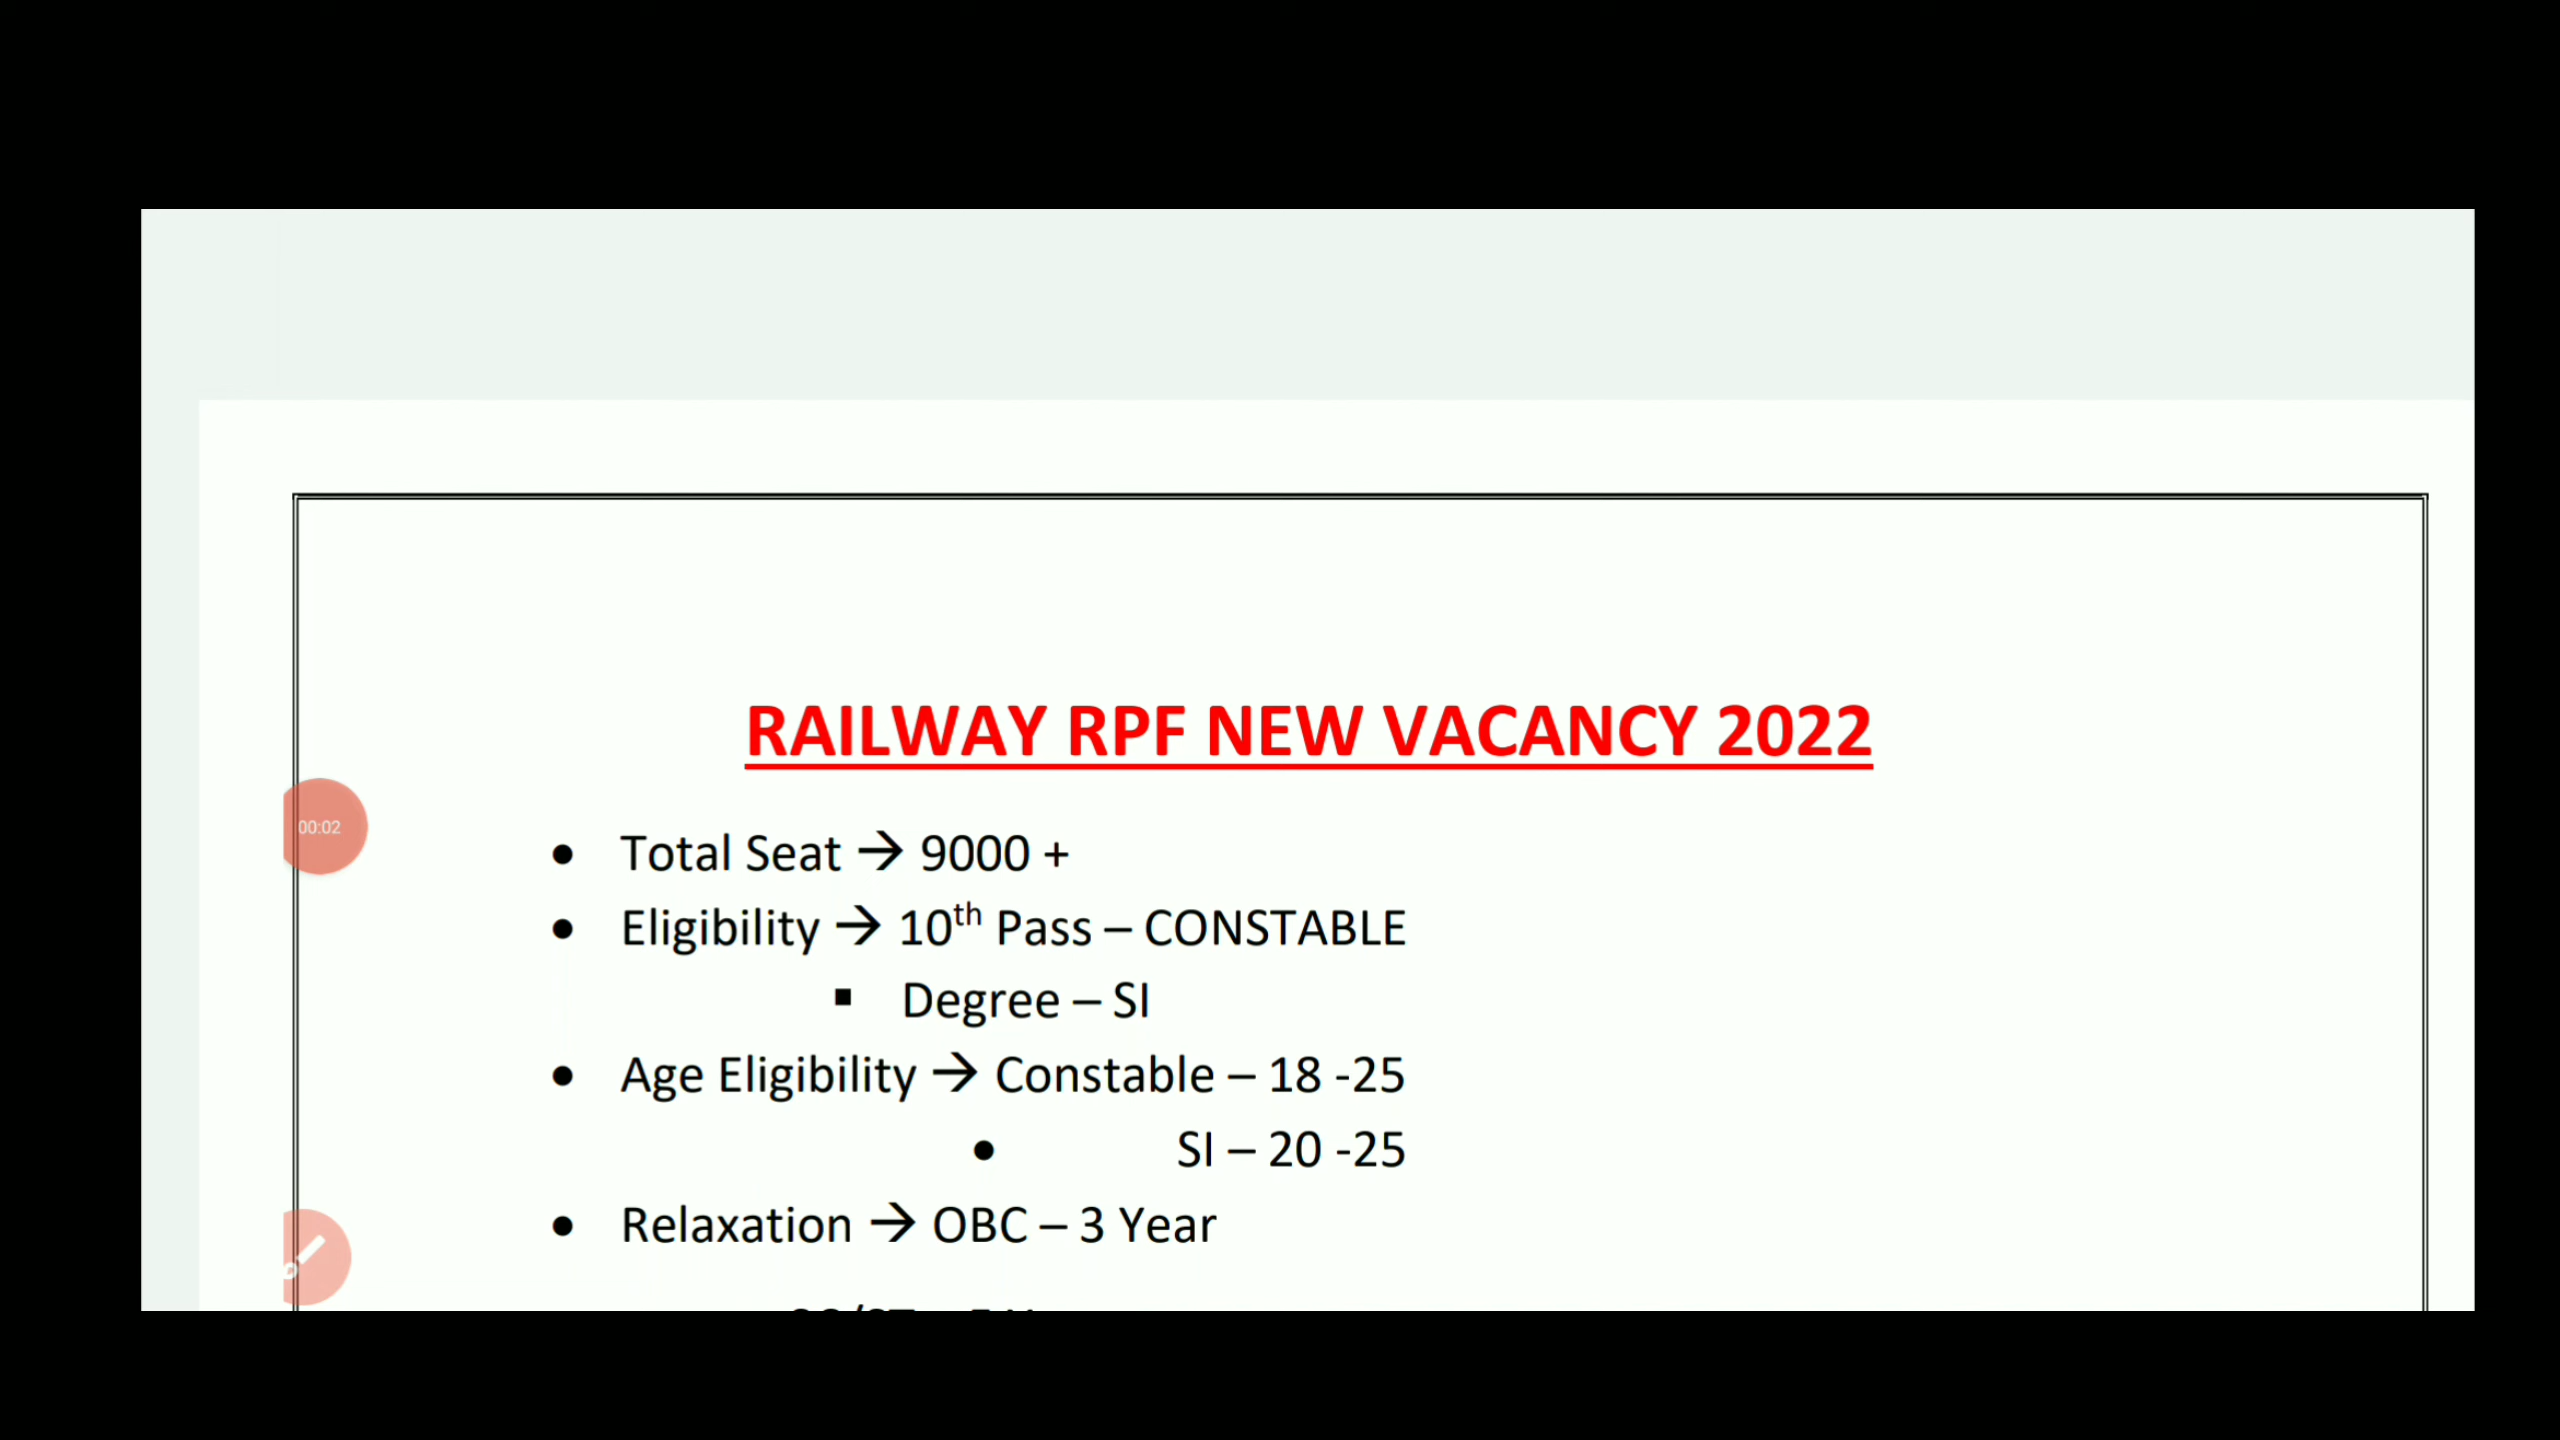 RAILWAY RPF NEW VACANCY 2022
00:02
• Total Seat → 9000 +
• Eligibility → 10th Pass – CONSTABLE
▪ Degree – SI
• Age Eligibility → Constable – 18 -25
• SI – 20 -25
• Relaxation → OBC – 3 Year